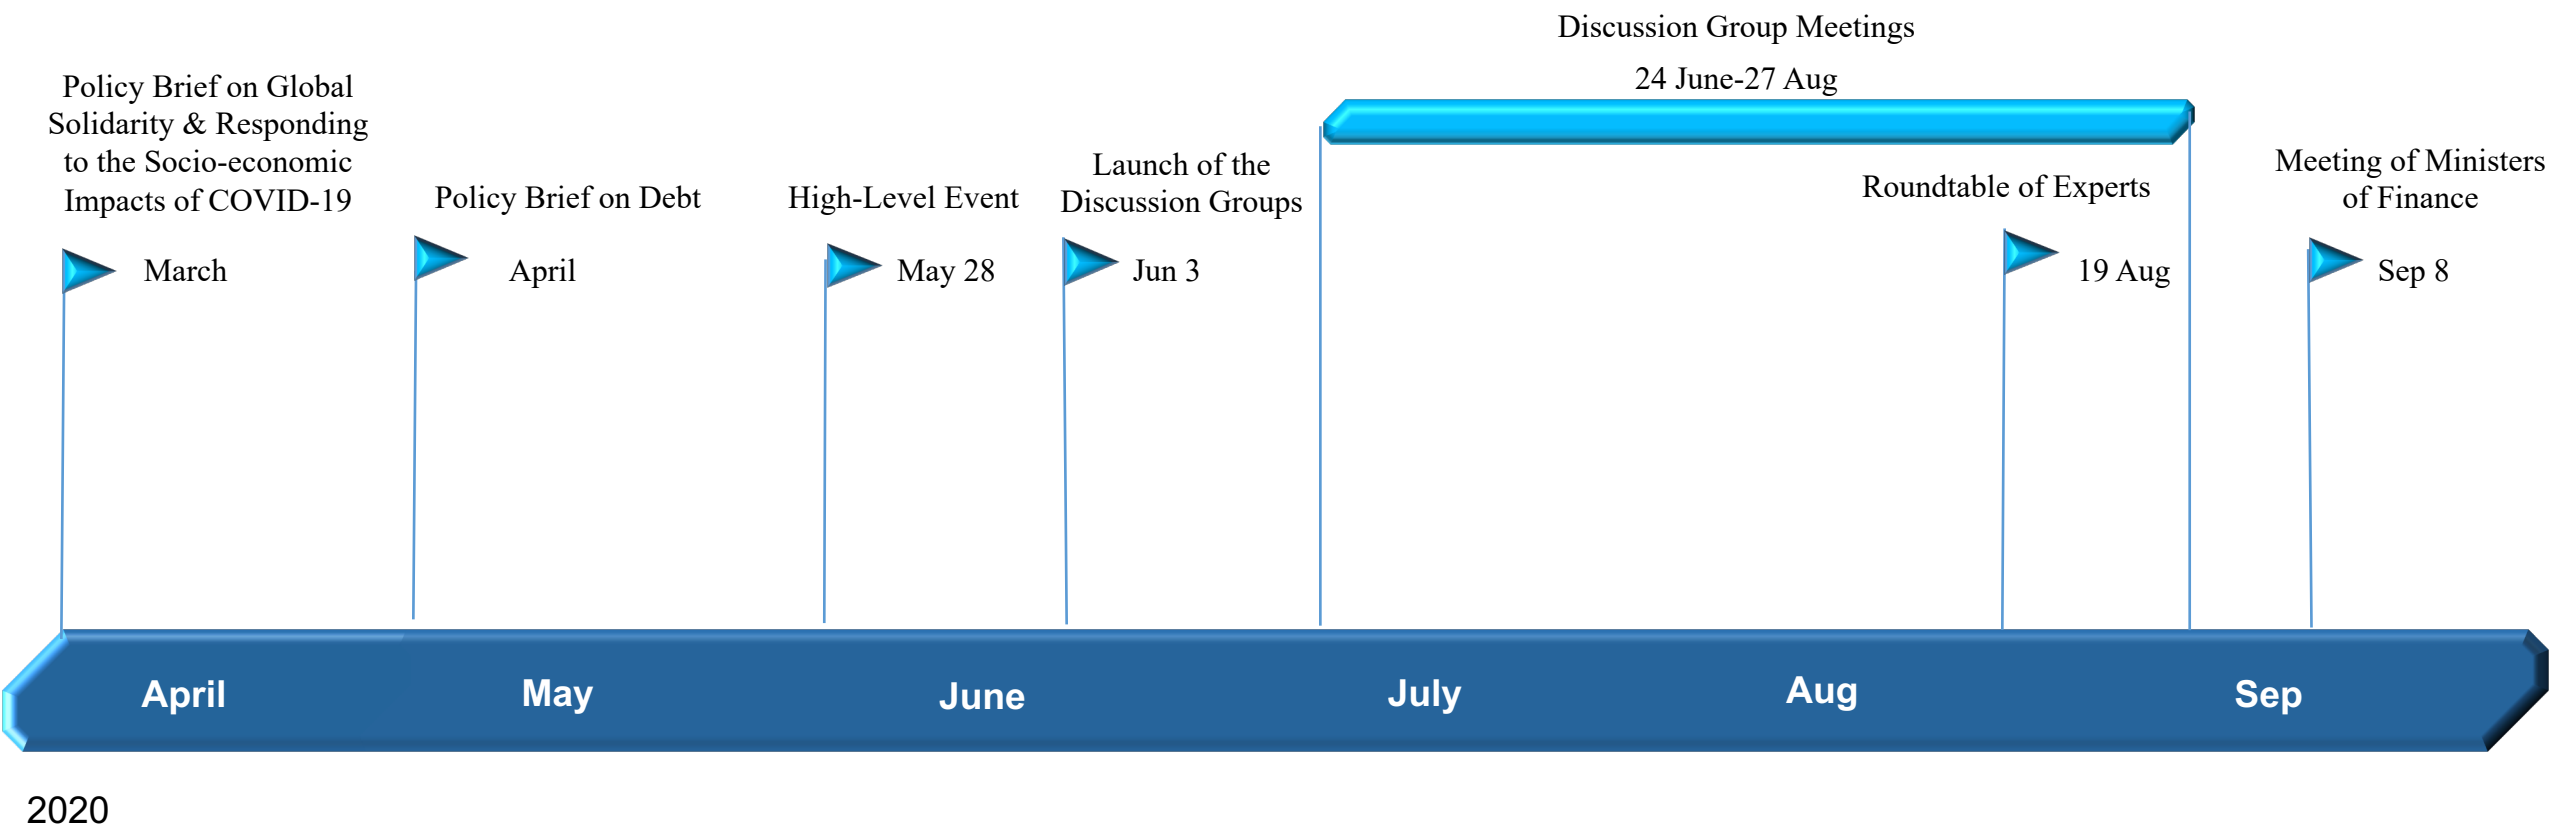 Policy Brief on Global
Solidarity & Responding
to the Socio-economic
Impacts of COVID-19
March
Policy Brief on Debt
April
High-Level Event
May 28
Launch of the
Discussion Groups
Jun 3
Discussion Group Meetings
24 June-27 Aug
Roundtable of Experts
19 Aug
Meeting of Ministers
of Finance
Sep 8
April
May
June
July
Aug
Sep
2020